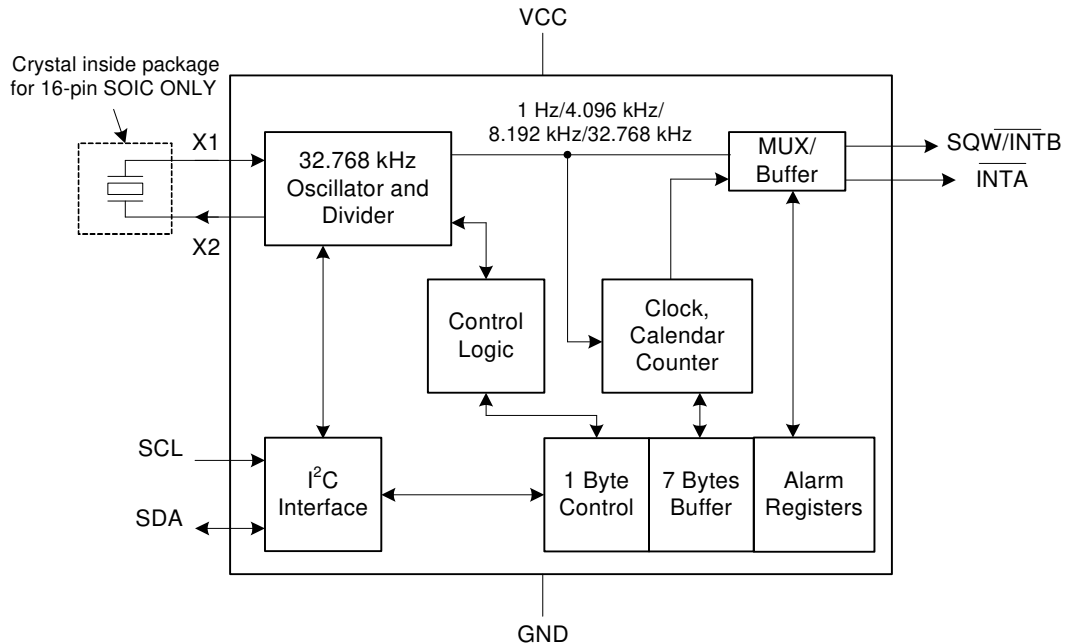 VCC
Crystal inside package
for 16-pin SOIC ONLY
X1
X2
1 Hz/4.096 kHz/
8.192 kHz/32.768 kHz
32.768 kHz
Oscillator and
Divider
MUX/
Buffer
SQW/I̅N̅T̅B̅
I̅N̅T̅A̅
Control
Logic
Clock,
Calendar
Counter
SCL
SDA
I²C
Interface
1 Byte
Control
7 Bytes
Buffer
Alarm
Registers
GND